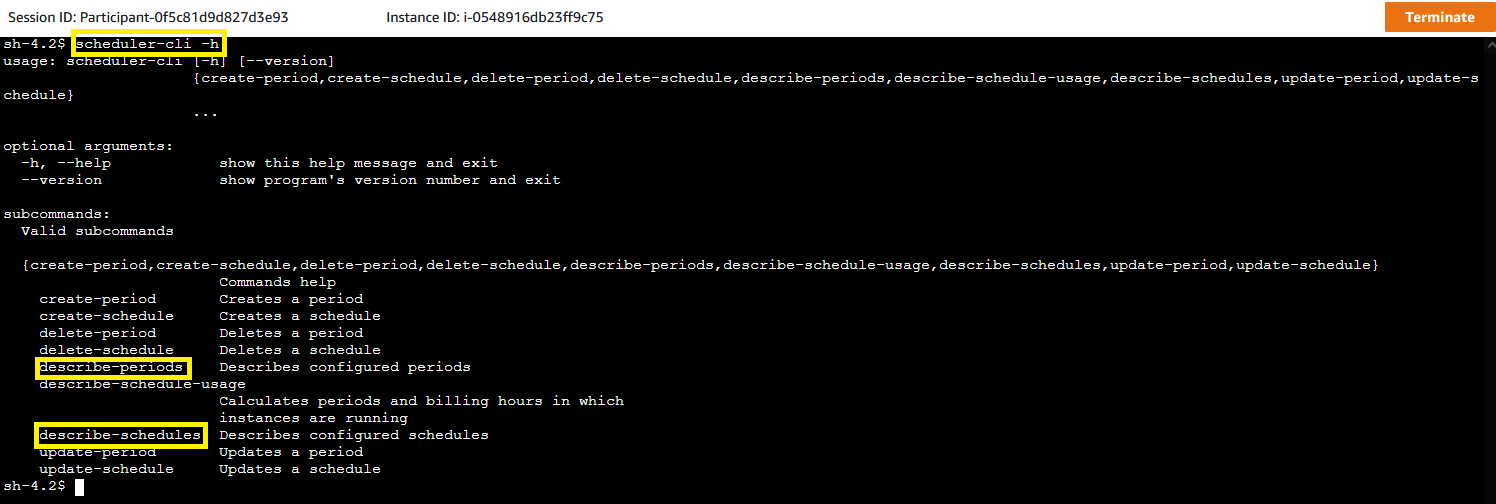 Session ID: Participant-0f5c81d9d827d3e93 Instance ID: i-0548916db23ff9c75 Terminate
sh-4.2$ scheduler-cli -h
usage: scheduler-cli [-h] [--version]
{create-period,create-schedule,delete-period,delete-schedule,describe-periods,describe-schedule-usage,describe-schedules,update-period,update-s
chedule}
...
optional arguments:
-h, --help show this help message and exit
--version show program's version number and exit
subcommands:
Valid subcommands
{create-period,create-schedule,delete-period,delete-schedule,describe-periods,describe-schedule-usage,describe-schedules,update-period,update-schedule}
Commands help
create-period Creates a period
create-schedule Creates a schedule
delete-period Deletes a period
delete-schedule Deletes a schedule
describe-periods Describes configured periods
describe-schedule-usage
Calculates periods and billing hours in which
instances are running
describe-schedules Describes configured schedules
update-period Updates a period
update-schedule Updates a schedule
sh-4.2$